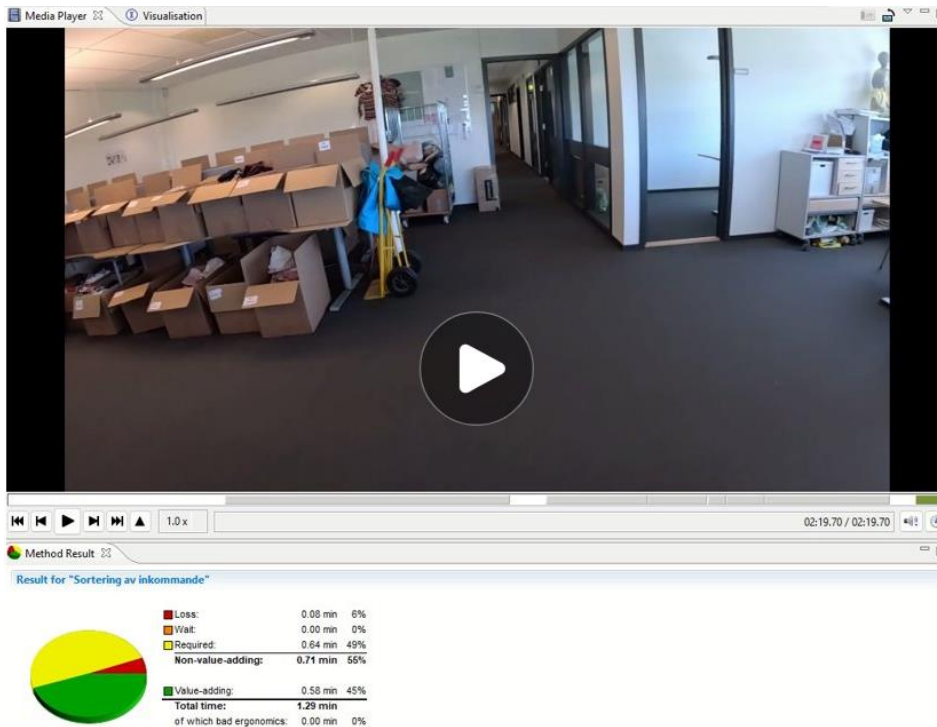 Media Player
Visualisation
1.0 x
02:19.70 / 02:19.70
Method Result
Result for "Sortering av inkommande"
Loss: 0.08 min 6%
Wait: 0.00 min 0%
Required: 0.64 min 49%
Non-value-adding: 0.71 min 55%
Value-adding: 0.58 min 45%
Total time: 1.29 min
of which bad ergonomics: 0.00 min 0%